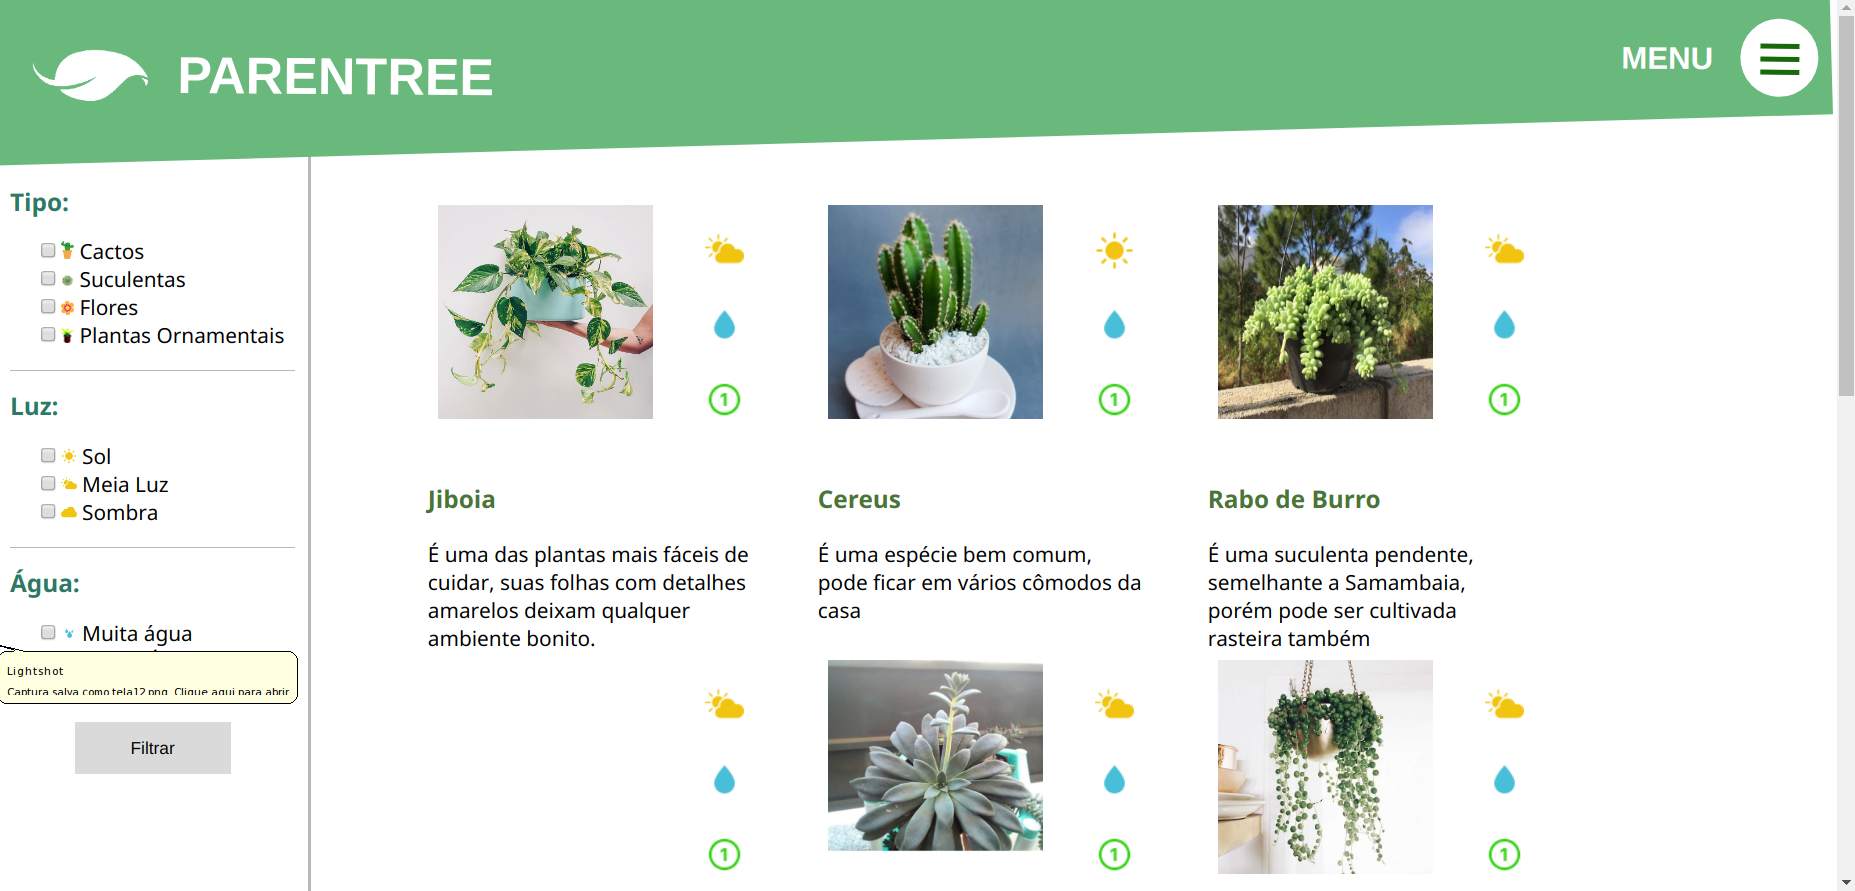 PARENTREE
MENU
Tipo:
Cactos
Suculentas
Flores
Plantas Ornamentais
Luz:
Sol
Meia Luz
Sombra
Água:
Muita água
Lightshot
Captura salva como tela12.png. Clique aqui para abrir
Filtrar
1
1
1
Jiboia
É uma das plantas mais fáceis de
cuidar, suas folhas com detalhes
amarelos deixam qualquer
ambiente bonito.
Cereus
É uma espécie bem comum,
pode ficar em vários cômodos da
casa
Rabo de Burro
É uma suculenta pendente,
semelhante a Samambaia,
porém pode ser cultivada
rasteira também
1
1
1